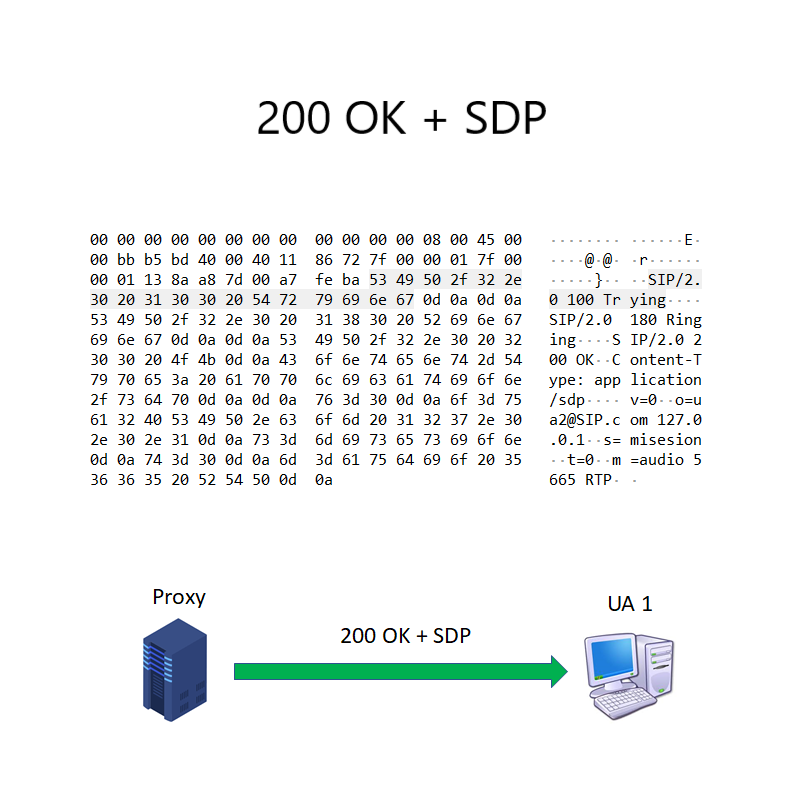 200 OK + SDP
00 00 00 00 00 00 00 00  00 00 00 00 08 00 45 00  ········ ······E·
00 bb b5 bd 40 00 40 11  86 72 7f 00 00 01 7f 00  ····@·@· ·r······
00 01 13 8a a8 7d 00 a7  fe ba 53 49 50 2f 32 2e  ·····}·· ··SIP/2.
30 20 31 30 30 20 54 72  79 69 6e 67 0d 0a 0d 0a  0 100 Tr ying····
53 49 50 2f 32 2e 30 20  31 38 30 20 52 69 6e 67  SIP/2.0  180 Ring
69 6e 67 0d 0a 0d 0a 53  49 50 2f 32 2e 30 20 32  ing····S IP/2.0 2
30 30 20 4f 4b 0d 0a 43  6f 6e 74 65 6e 74 2d 54  00 OK··C ontent-T
79 70 65 3a 20 61 70 70  6c 69 63 61 74 69 6f 6e  ype: app lication
2f 73 64 70 0d 0a 0d 0a  76 3d 30 0d 0a 6f 3d 75  /sdp···· v=0··o=u
61 32 40 53 49 50 2e 63  6f 6d 20 31 32 37 2e 30  a2@SIP.c om 127.0
2e 30 2e 31 0d 0a 73 3d  6d 69 73 65 73 69 6f 6e  .0.1··s= misesion
0d 0a 74 3d 30 0d 0a 6d  3d 61 75 64 69 6f 20 35  ··t=0··m =audio 5
36 36 35 20 52 54 50 0d  0a  665 RTP· ·
Proxy
UA 1
200 OK + SDP